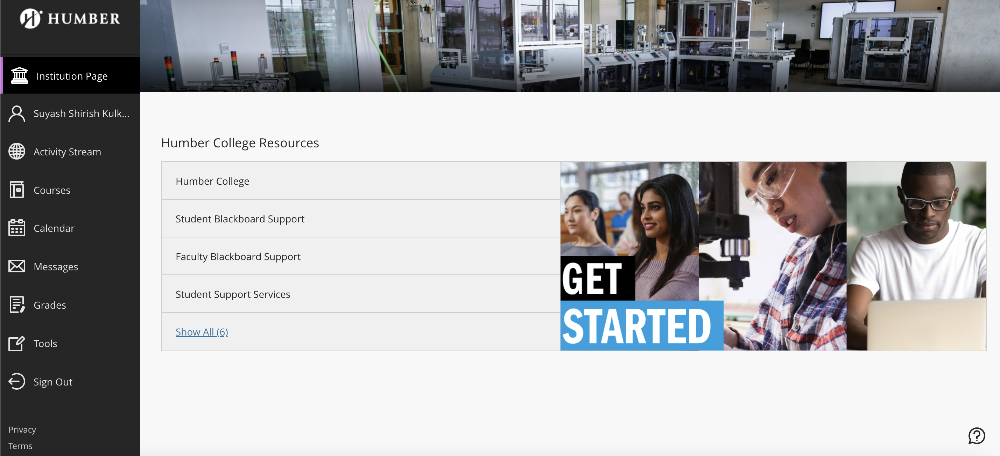 HUMBER
Institution Page
Suyash Shirish Kulk...
Activity Stream
Courses
Calendar
Messages
Grades
Tools
Sign Out
Privacy
Terms
Humber College Resources
Humber College
Student Blackboard Support
Faculty Blackboard Support
Student Support Services
Show All (6)
GET
STARTED